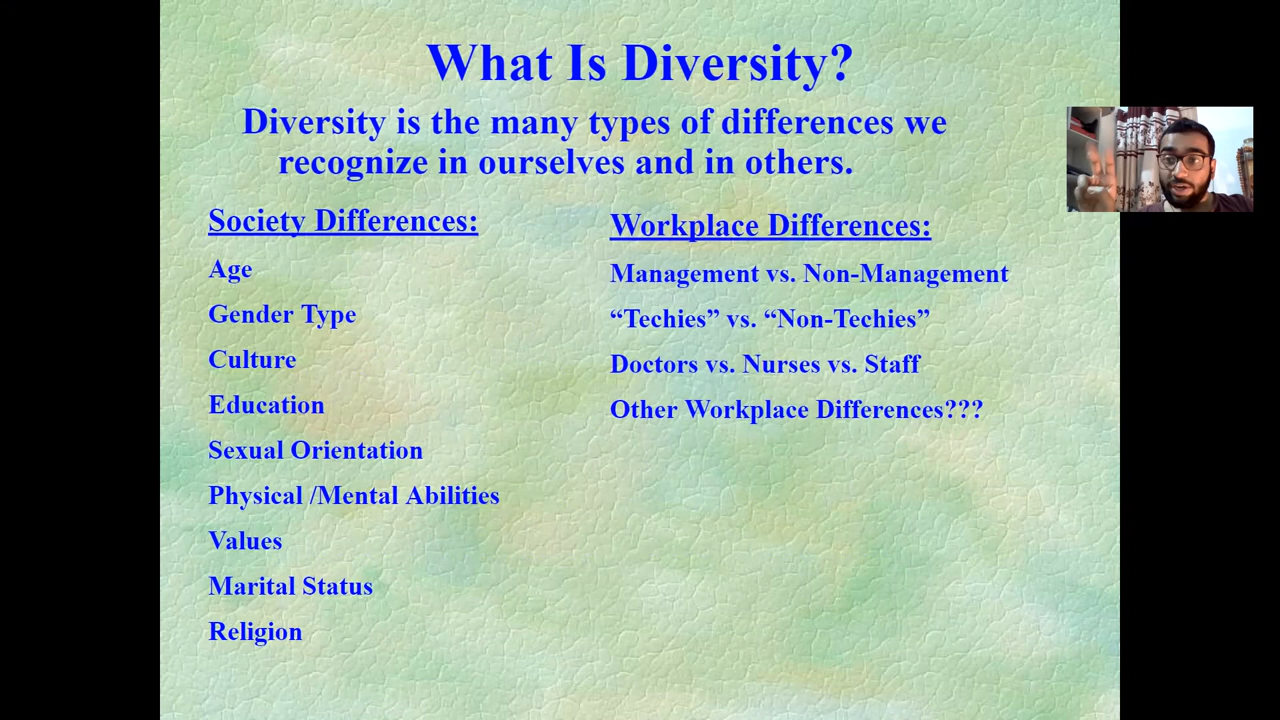 What Is Diversity?
Diversity is the many types of differences we
recognize in ourselves and in others.
Society Differences:
Age
Gender Type
Culture
Education
Sexual Orientation
Physical /Mental Abilities
Values
Marital Status
Religion
Workplace Differences:
Management vs. Non-Management
“Techies” vs. “Non-Techies”
Doctors vs. Nurses vs. Staff
Other Workplace Differences???